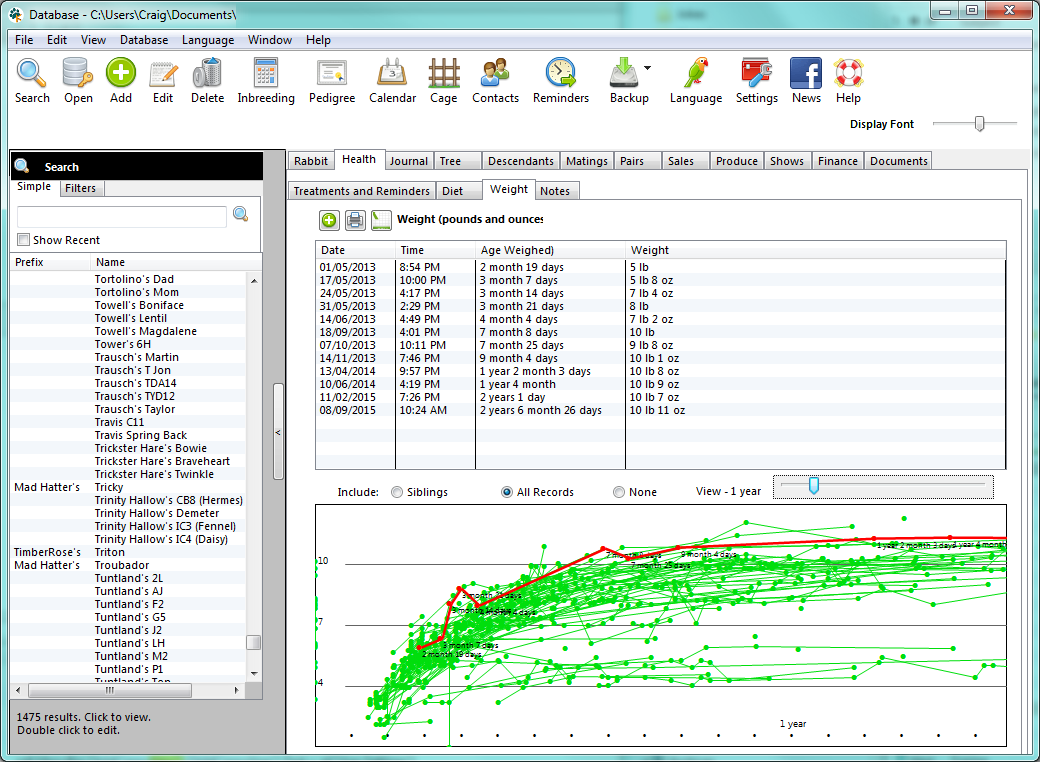 Database - C:\Users\Craig\Documents\
File Edit View Database Language Window Help
Search Open Add Edit Delete Inbreeding Pedigree Calendar Cage Contacts Reminders Backup Language Settings News Help
Display Font
Search
Simple Filters
Show Recent
Prefix Name
Tortolino's Dad
Tortolino's Mom
Towell's Boniface
Towell's Lentil
Towell's Magdalene
Tower's 6H
Trausch's Martin
Trausch's T Jon
Trausch's TDA14
Trausch's TYD12
Trausch's Taylor
Travis C11
Travis Spring Back
Trickster Hare's Bowie
Trickster Hare's Braveheart
Trickster Hare's Twinkle
Mad Hatter's Tricky
Trinity Hallow's CB8 (Hermes)
Trinity Hallow's Demeter
Trinity Hallow's IC3 (Fennel)
Trinity Hallow's IC4 (Daisy)
TimberRose's Triton
Mad Hatter's Troubador
Tuntland's 2L
Tuntland's AJ
Tuntland's F2
Tuntland's G5
Tuntland's J2
Tuntland's LH
Tuntland's M2
Tuntland's P1
1475 results. Click to view.
Double click to edit.
Rabbit Health Journal Tree Descendants Matings Pairs Sales Produce Shows Finance Documents
Treatments and Reminders Diet Weight Notes
Weight (pounds and ounces
Date Time Age Weighed) Weight
01/05/2013 8:54 PM 2 month 19 days 5 lb
17/05/2013 10:00 PM 3 month 7 days 5 lb 8 oz
24/05/2013 4:17 PM 3 month 14 days 7 lb 4 oz
31/05/2013 2:29 PM 3 month 21 days 8 lb
14/06/2013 4:49 PM 4 month 4 days 7 lb 2 oz
18/09/2013 4:01 PM 7 month 8 days 10 lb
07/10/2013 10:11 PM 7 month 25 days 9 lb 8 oz
14/11/2013 7:46 PM 9 month 4 days 10 lb 1 oz
13/04/2014 9:57 PM 1 year 2 month 3 days 10 lb 8 oz
10/06/2014 4:19 PM 1 year 4 month 10 lb 9 oz
11/02/2015 7:26 PM 2 years 1 day 10 lb 7 oz
08/09/2015 10:24 AM 2 years 6 month 26 days 10 lb 11 oz
Include: Siblings All Records None View - 1 year
1 year 2 month 3 days year 4 month
7 month 8 days 9 month 4 days
10
7 month 25 days
3 month 21 days
3 month 4 days
7
3 month 7 days
2 month 19 days
4
1 year